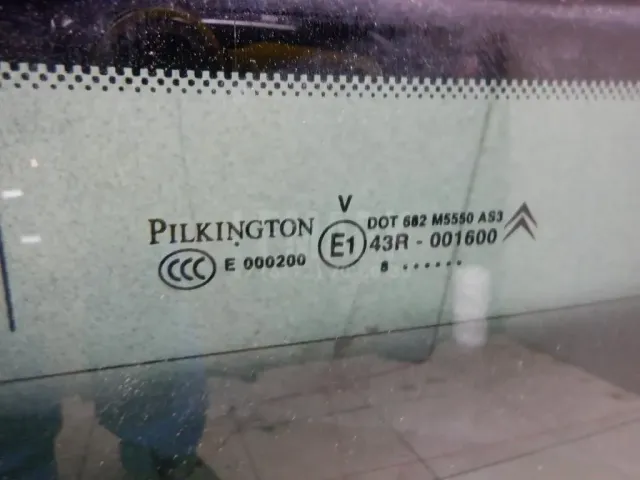 V
PILKINGTON
DOT 682 M5550 AS3
E1
43R - 001600
CCC
E 000200
8 ......